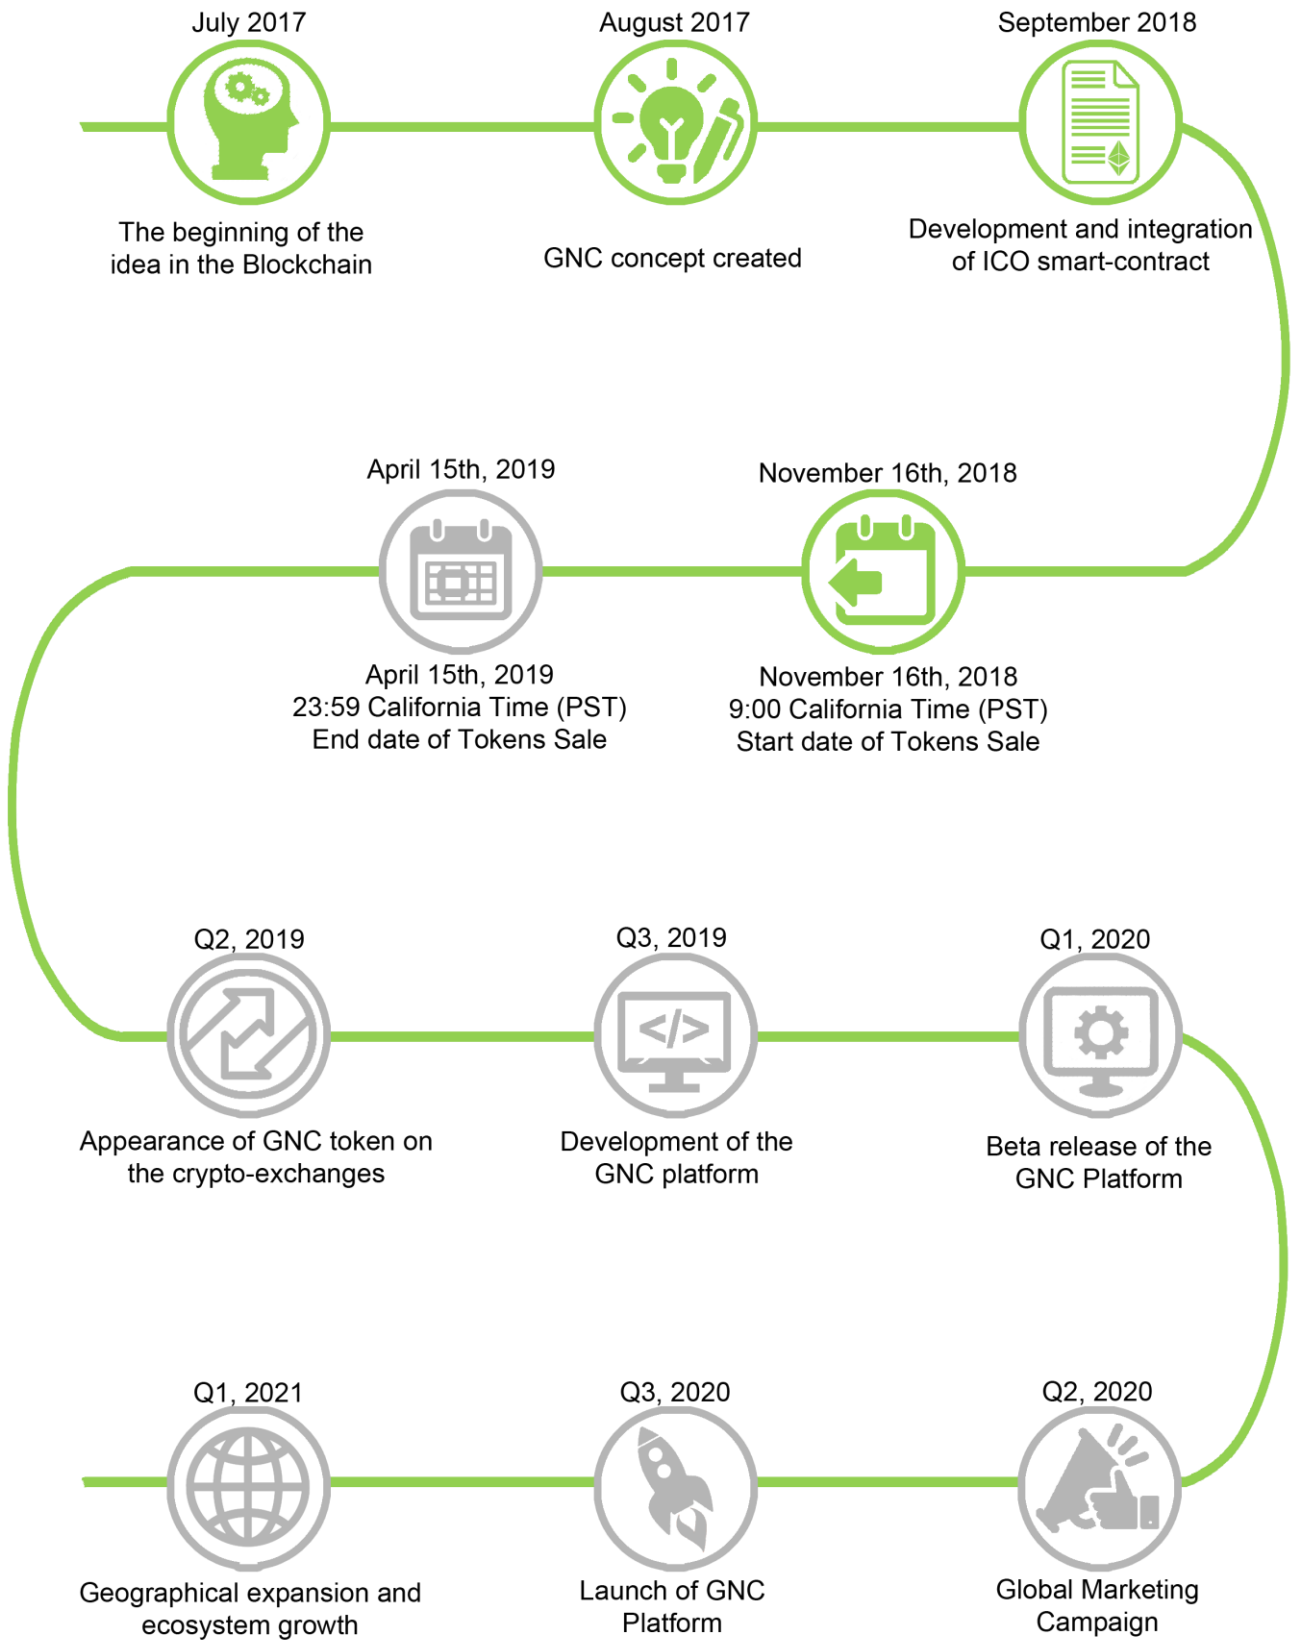 July 2017
The beginning of the
idea in the Blockchain
August 2017
GNC concept created
September 2018
Development and integration
of ICO smart-contract
November 16th, 2018
November 16th, 2018
9:00 California Time (PST)
Start date of Tokens Sale
April 15th, 2019
April 15th, 2019
23:59 California Time (PST)
End date of Tokens Sale
Q2, 2019
Appearance of GNC token on
the crypto-exchanges
Q3, 2019
</>
Development of the
GNC platform
Q1, 2020
Beta release of the
GNC Platform
Q2, 2020
Global Marketing
Campaign
Q3, 2020
Launch of GNC
Platform
Q1, 2021
Geographical expansion and
ecosystem growth